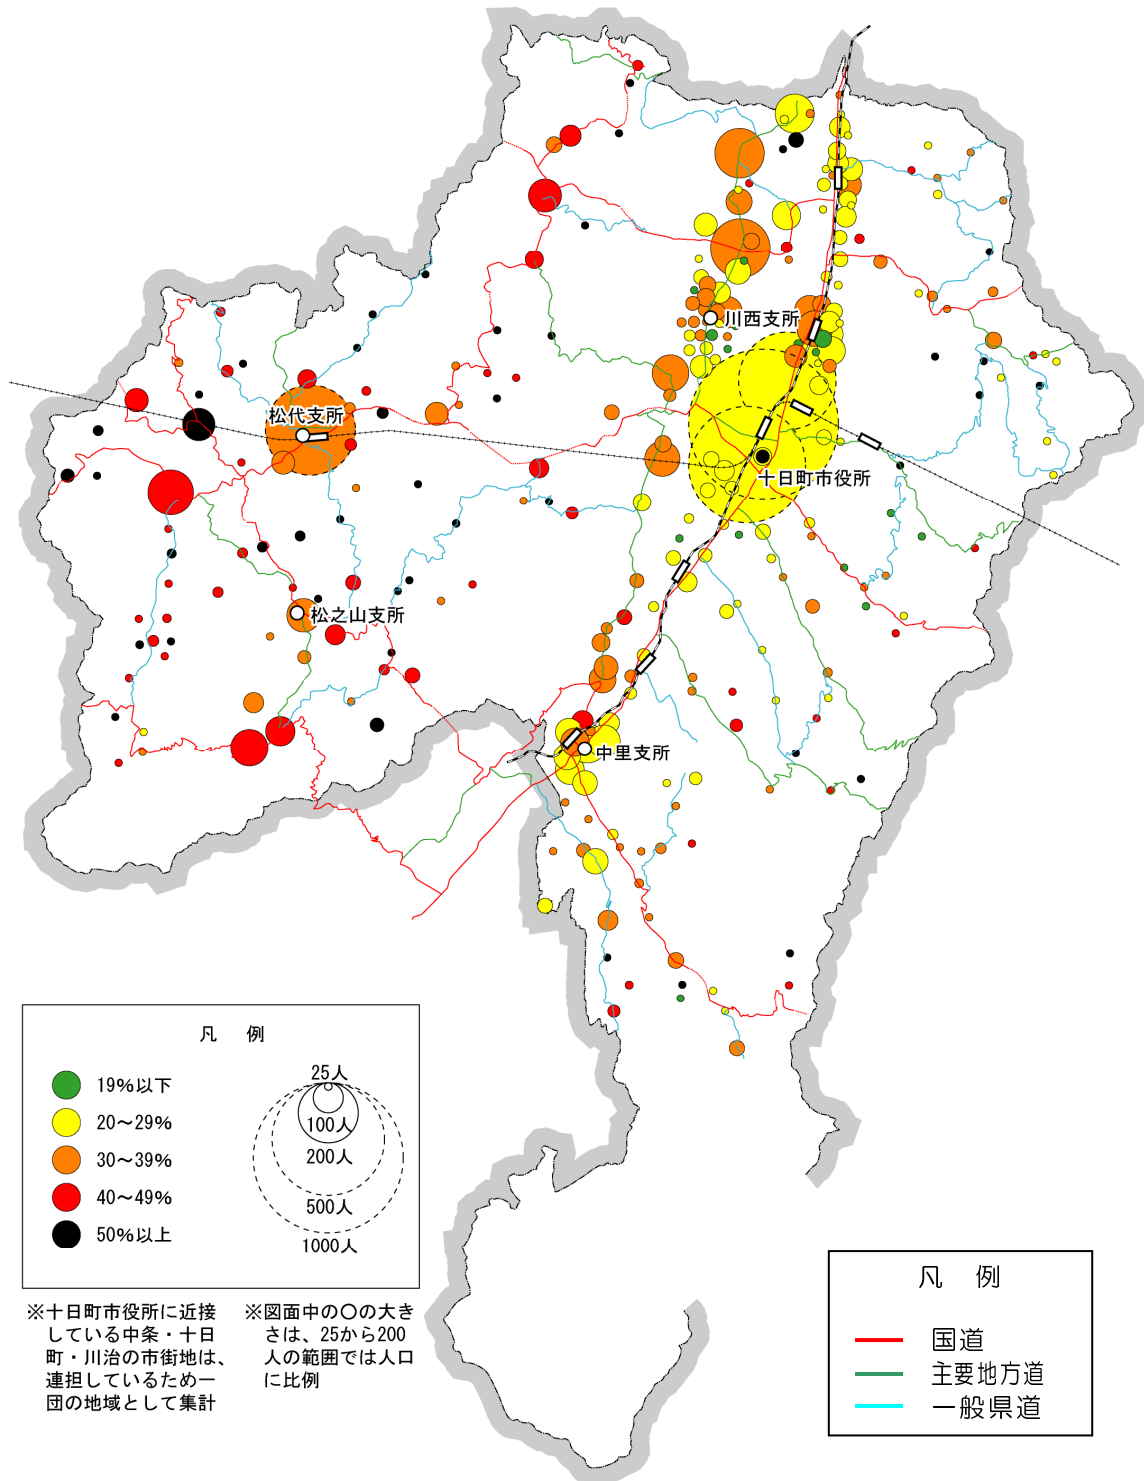 川西支所
松代支所
十日町市役所
松之山支所
中里支所
凡 例
19%以下
20～29%
30～39%
40～49%
50%以上
25人
100人
200人
500人
1000人
※十日町市役所に近接
している中条・十日
町・川治の市街地は、
連担しているため一
団の地域として集計
※図面中の○の大き
さは、25から200
人の範囲では人口
に比例
凡 例
国道
主要地方道
一般県道